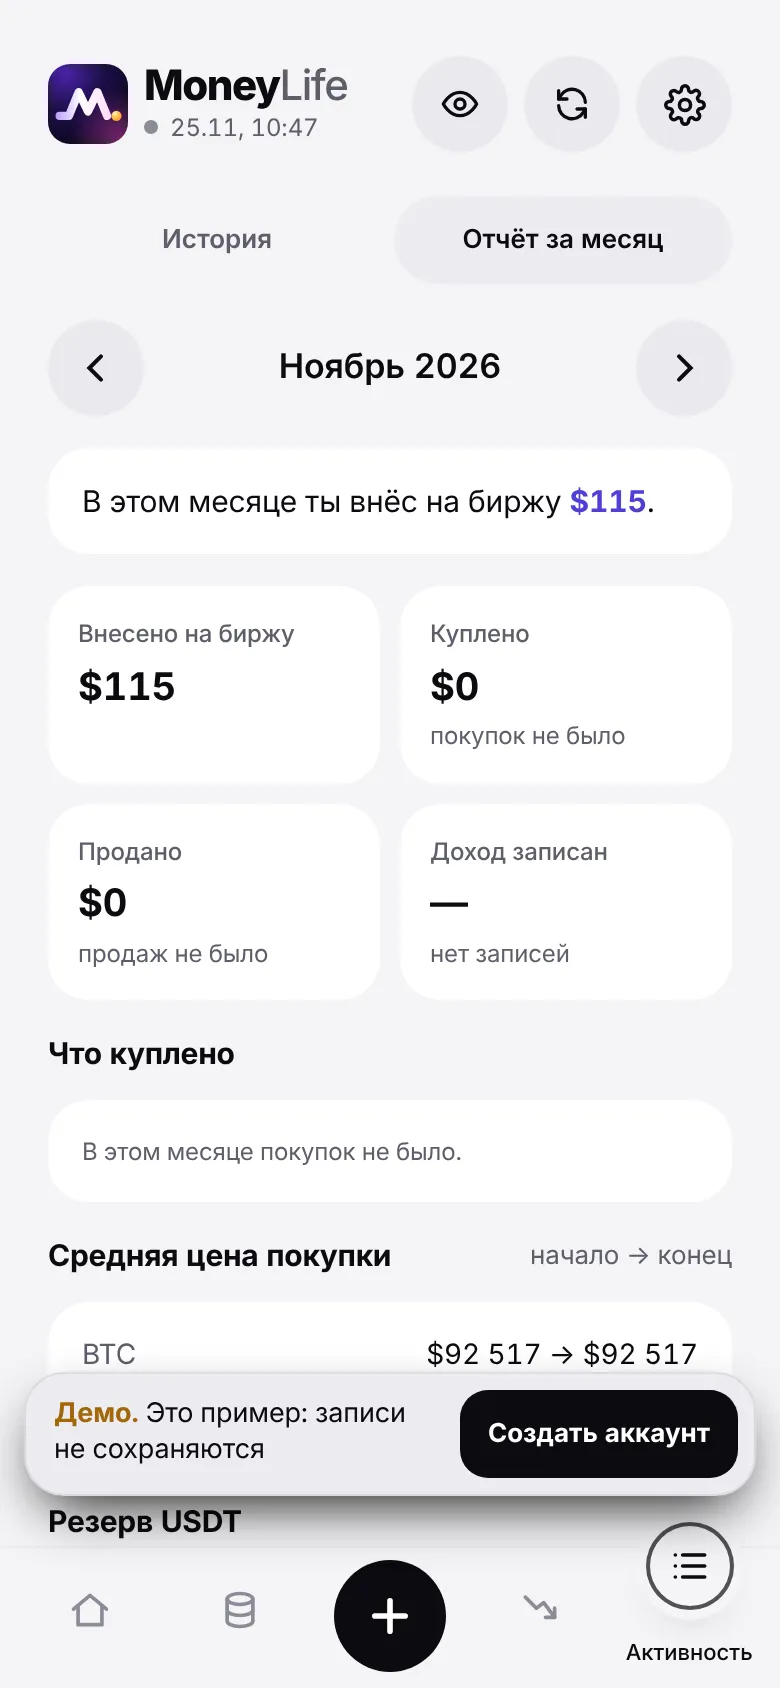 MoneyLife
25.11, 10:47
История
Отчёт за месяц
Ноябрь 2026
В этом месяце ты внёс на биржу $115.
Внесено на биржу
$115
Куплено
$0
покупок не было
Продано
$0
продаж не было
Доход записан
—
нет записей
Что куплено
В этом месяце покупок не было.
Средняя цена покупки
начало → конец
BTC
$92 517 → $92 517
Демо. Это пример: записи
не сохраняются
Создать аккаунт
Резерв USDT
Активность